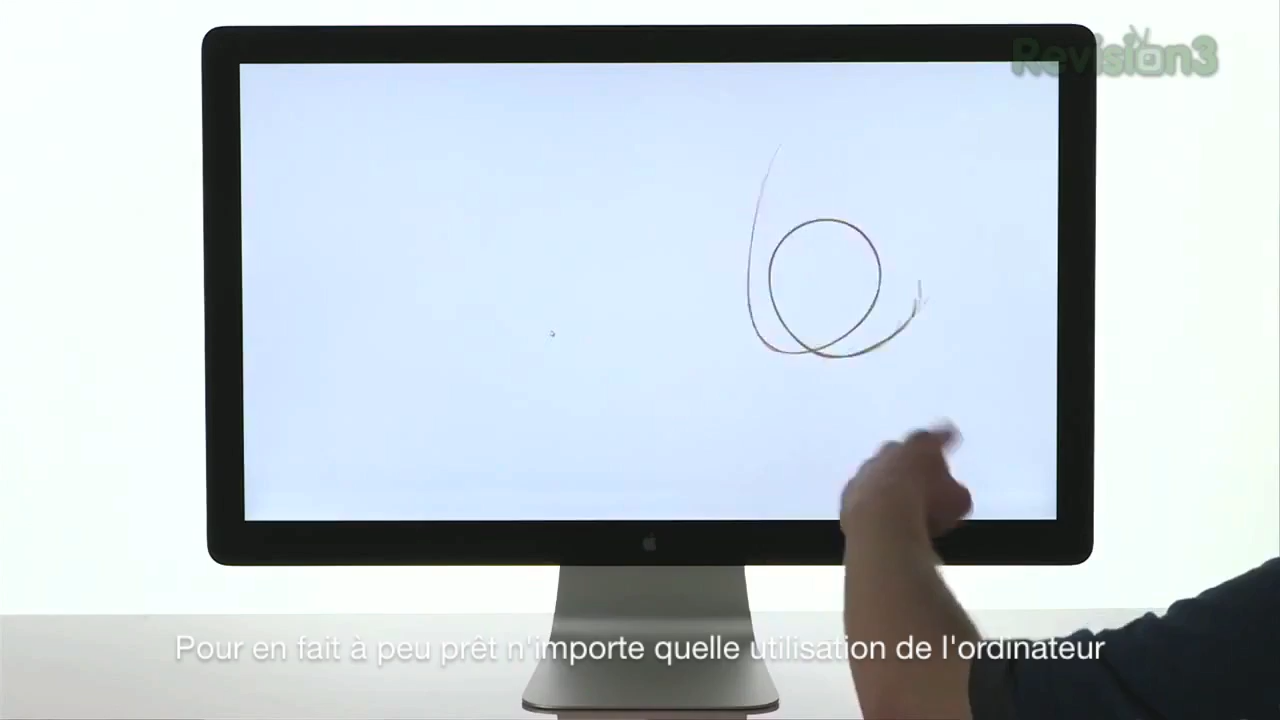 Revision3
Pour en fait à peu prêt n'importe quelle utilisation de l'ordinateur